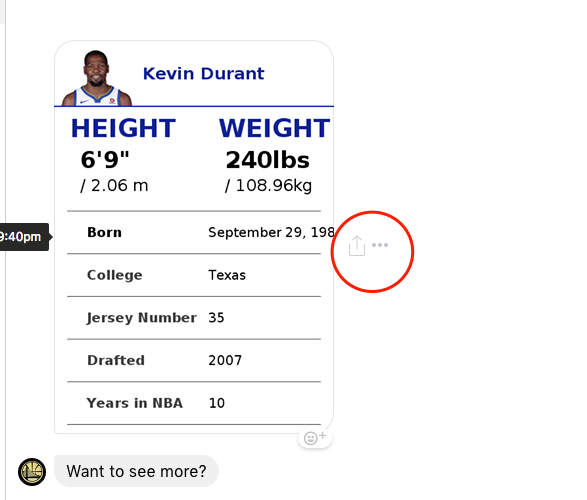 Kevin Durant
HEIGHT WEIGHT
6'9" 240lbs
/ 2.06 m / 108.96kg
9:40pm
Born September 29, 198
College Texas
Jersey Number 35
Drafted 2007
Years in NBA 10
Want to see more?